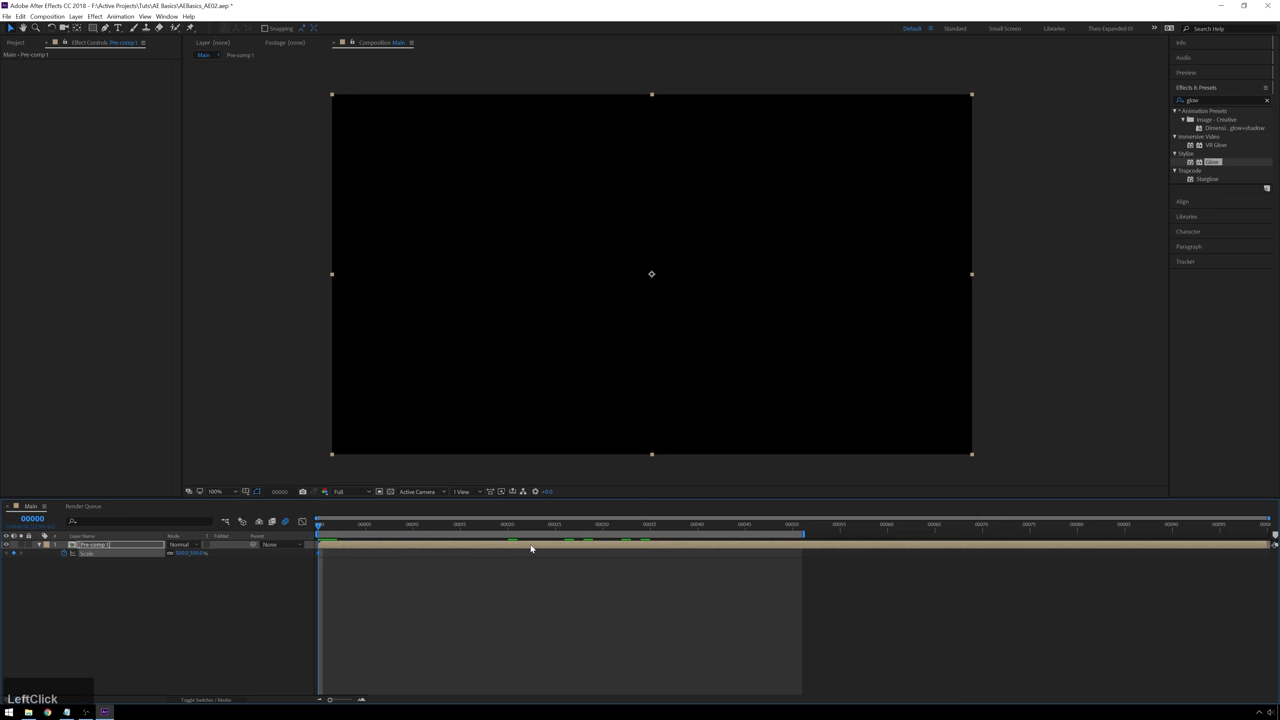 Adobe After Effects CC 2018 - F:\Active Projects\Tuts\AE Basics\AEBasics_AE02.aep *
File Edit Composition Layer Effect Animation View Window Help
Snapping
Default Standard Small Screen Libraries Theo Expanded 01 Search Help
Project Effect Controls Pre-comp 1
Layer (none) Footage (none) Composition Main
Main • Pre-comp 1
Main Pre-comp 1
Info
Audio
Preview
Effects & Presets
glow
* Animation Presets
Image - Creative
Dimensi...glow+shadow
Immersive Video
VR Glow
Stylize
Glow
Trapcode
Starglow
Align
Libraries
Character
Paragraph
Tracker
100% 00000 Full Active Camera 1 View +0.0
Main Render Queue
00000
# Layer Name Mode T TrkMat Parent
1 Pre-comp 1 Normal None
Scale 100.0,100.0%
LeftClick
Toggle Switches / Modes